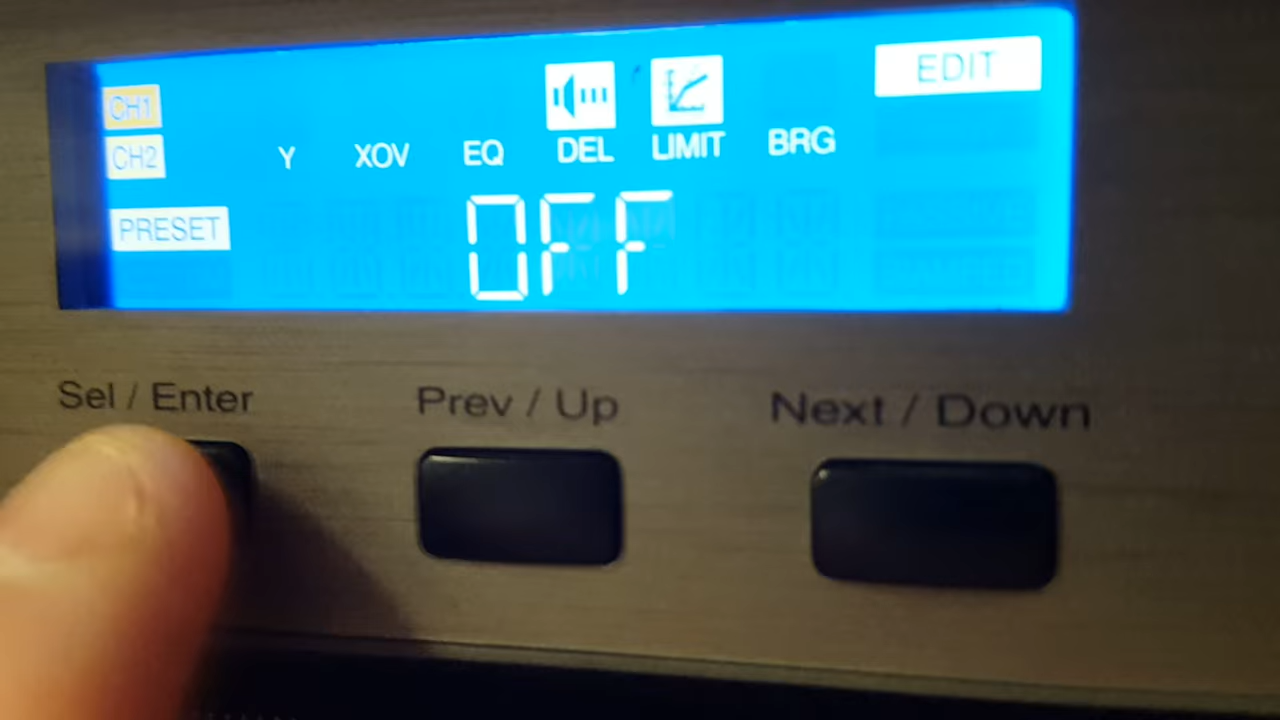 EDIT
CH1
CH2
Y XOV EQ DEL LIMIT BRG
PRESET
OFF
Sel / Enter Prev / Up Next / Down